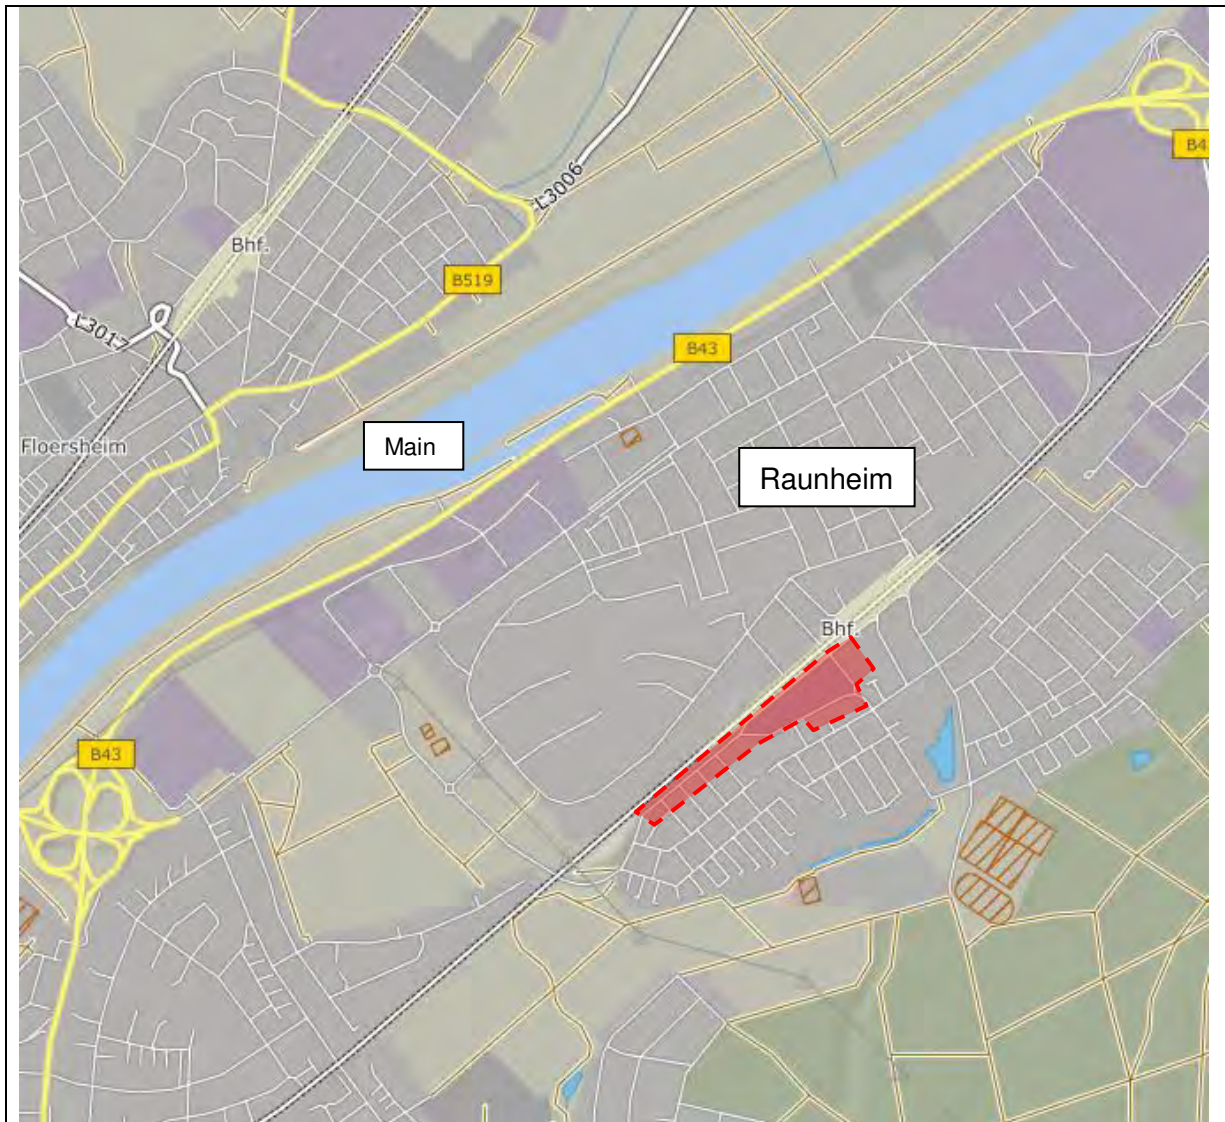 B4
L3006
Bhf.
B519
L3017
B43
Main
Floersheim
Raunheim
Bhf.
B43